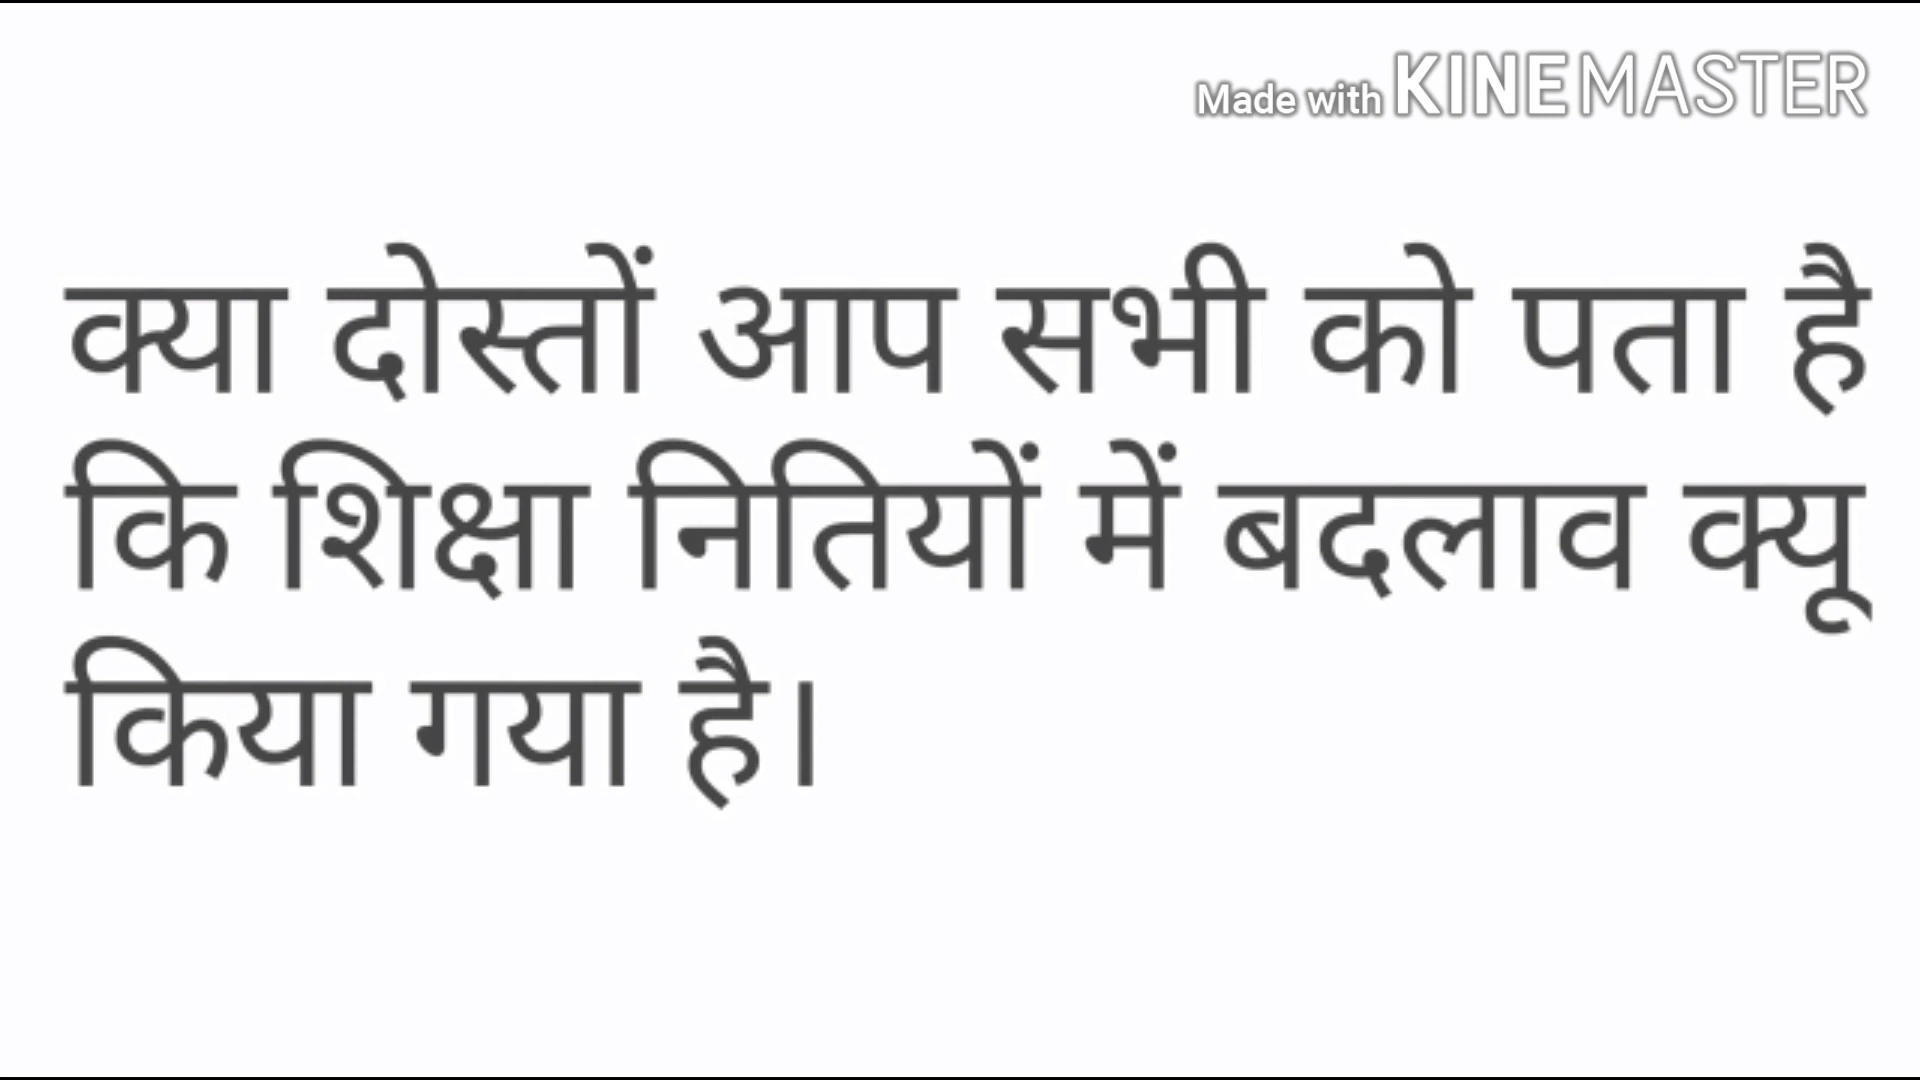 Made with KINEMASTER
क्या दोस्तों आप सभी को पता है
कि शिक्षा नितियों में बदलाव क्यू
किया गया है।